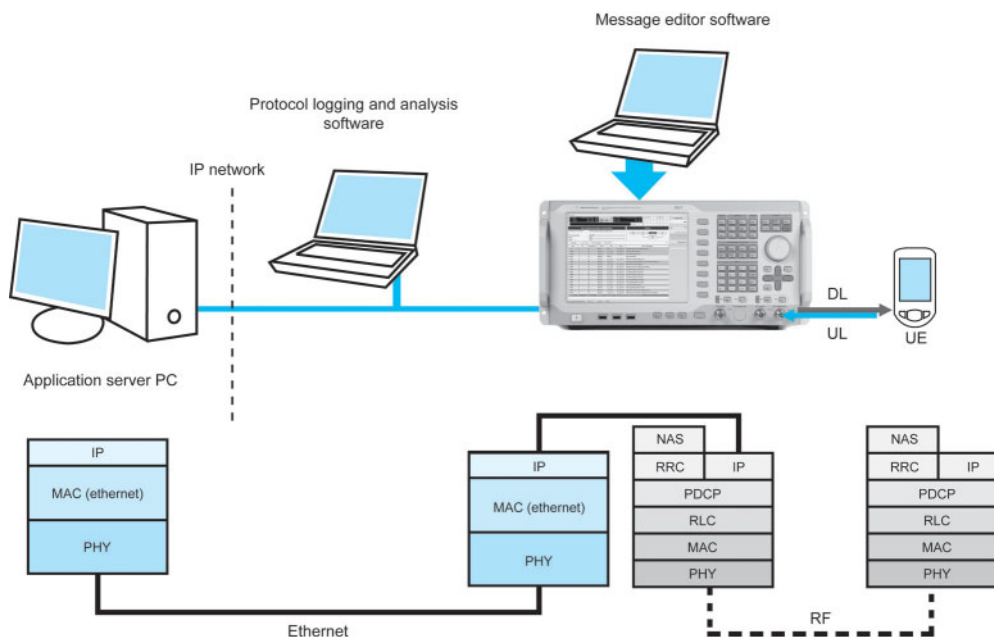 Message editor software
Protocol logging and analysis
software
IP network
DL
UL
UE
Application server PC
IP
MAC (ethernet)
PHY
IP
MAC (ethernet)
PHY
NAS
RRC
IP
PDCP
RLC
MAC
PHY
NAS
RRC
IP
PDCP
RLC
MAC
PHY
Ethernet
RF